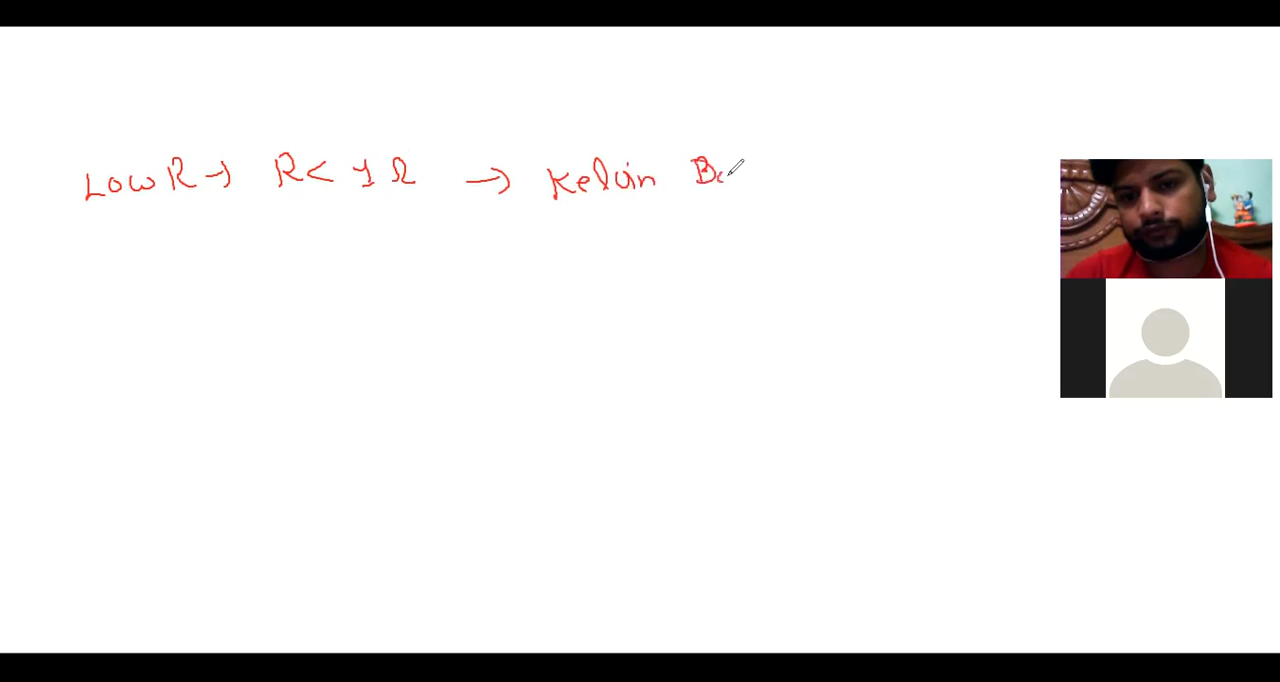 Low R → R < 1 Ω → Kelvin